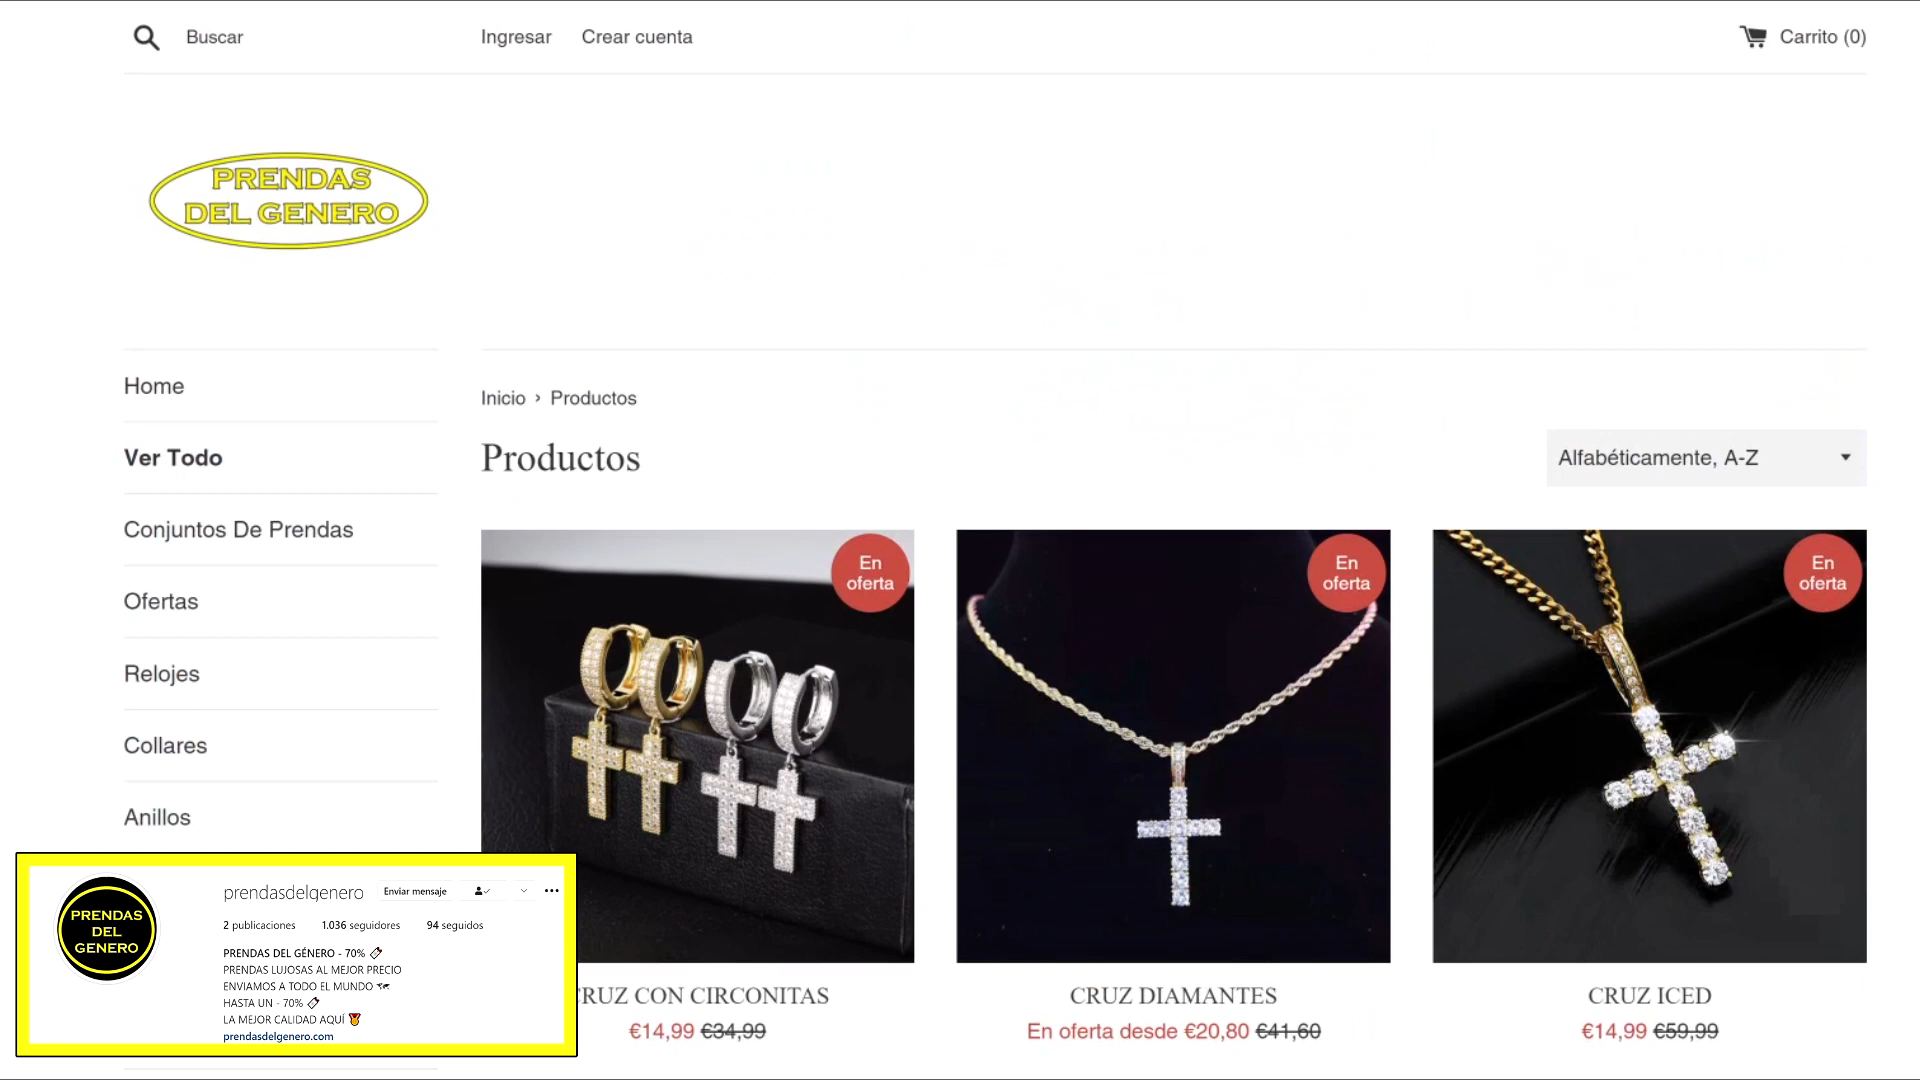 Buscar
Ingresar
Crear cuenta
Carrito (0)
PRENDAS
DEL GENERO
Home
Ver Todo
Conjuntos De Prendas
Ofertas
Relojes
Collares
Anillos
Inicio › Productos
Productos
Alfabéticamente, A-Z
En
oferta
En
oferta
En
oferta
CRUZ CON CIRCONITAS
€14,99 €34,99
CRUZ DIAMANTES
En oferta desde €20,80 €41,60
CRUZ ICED
€14,99 €59,99
PRENDAS
DEL
GENERO
prendasdelgenero
Enviar mensaje
2 publicaciones
1.036 seguidores
94 seguidos
PRENDAS DEL GÉNERO - 70%
PRENDAS LUJOSAS AL MEJOR PRECIO
ENVIAMOS A TODO EL MUNDO
HASTA UN - 70%
LA MEJOR CALIDAD AQUÍ
prendasdelgenero.com